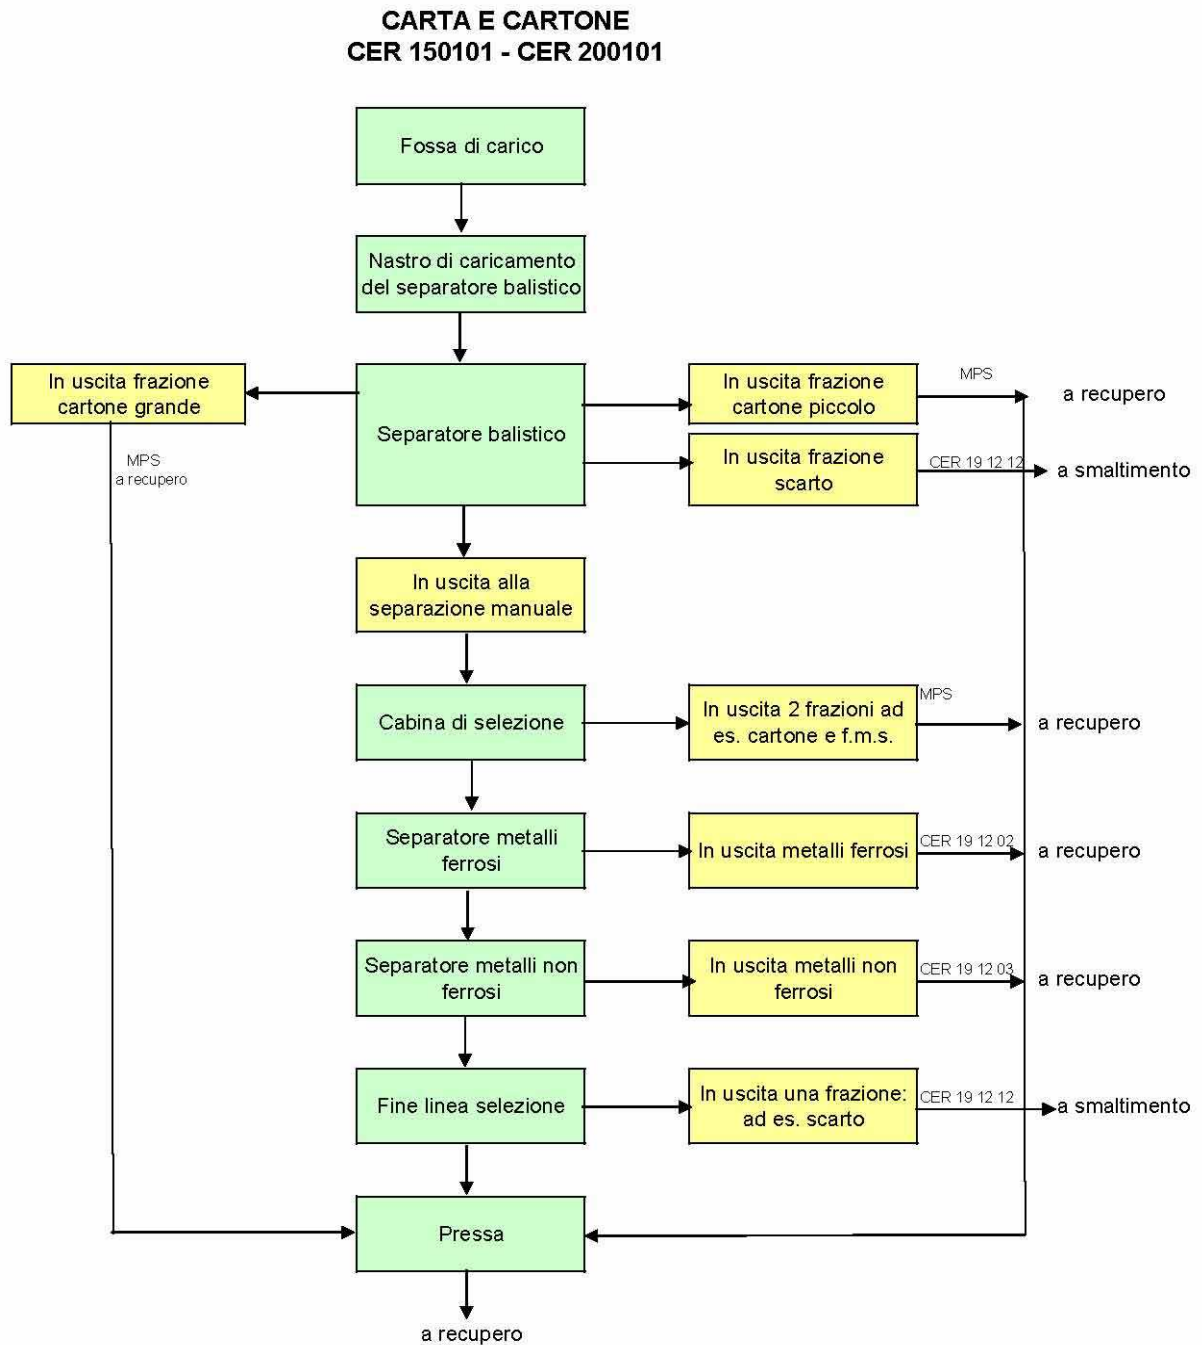 CARTA E CARTONE
CER 150101 - CER 200101
Fossa di carico
Nastro di caricamento
del separatore balistico
In uscita frazione
cartone grande
MPS
a recupero
Separatore balistico
In uscita frazione
cartone piccolo
MPS
a recupero
In uscita frazione
scarto
CER 19 12 12
a smaltimento
In uscita alla
separazione manuale
Cabina di selezione
In uscita 2 frazioni ad
es. cartone e f.m.s.
MPS
a recupero
Separatore metalli
ferrosi
In uscita metalli ferrosi
CER 19 12 02
a recupero
Separatore metalli non
ferrosi
In uscita metalli non
ferrosi
CER 19 12 03
a recupero
Fine linea selezione
In uscita una frazione:
ad es. scarto
CER 19 12 12
a smaltimento
Pressa
a recupero